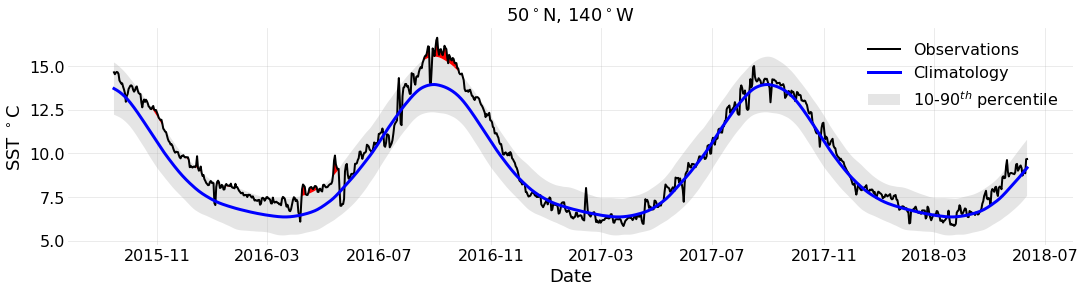 50°N, 140°W
SST °C
15.0
12.5
10.0
7.5
5.0
Observations
Climatology
10-90th percentile
2015-11 2016-03 2016-07 2016-11 2017-03 2017-07 2017-11 2018-03 2018-07
Date